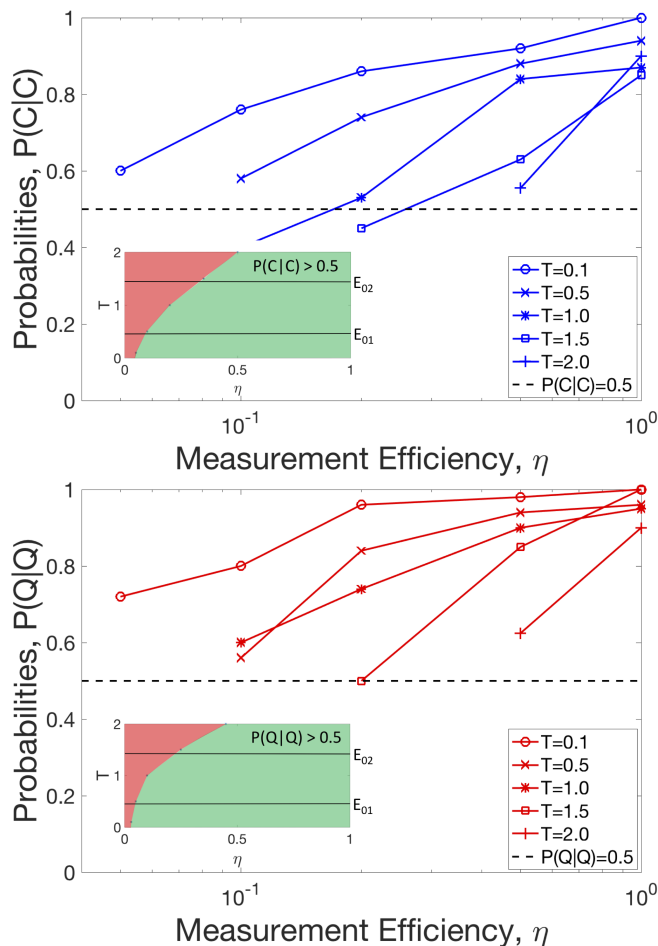 1
0.8
0.6
0.4
0.2
0
Probabilities, P(C|C)
2
1
0
T
P(C|C) > 0.5
E02
E01
0
0.5
1
η
T=0.1
T=0.5
T=1.0
T=1.5
T=2.0
P(C|C)=0.5
10-1
100
Measurement Efficiency, η
1
0.8
0.6
0.4
0.2
0
Probabilities, P(Q|Q)
2
1
0
T
P(Q|Q) > 0.5
E02
E01
0
0.5
1
η
T=0.1
T=0.5
T=1.0
T=1.5
T=2.0
P(Q|Q)=0.5
10-1
100
Measurement Efficiency, η